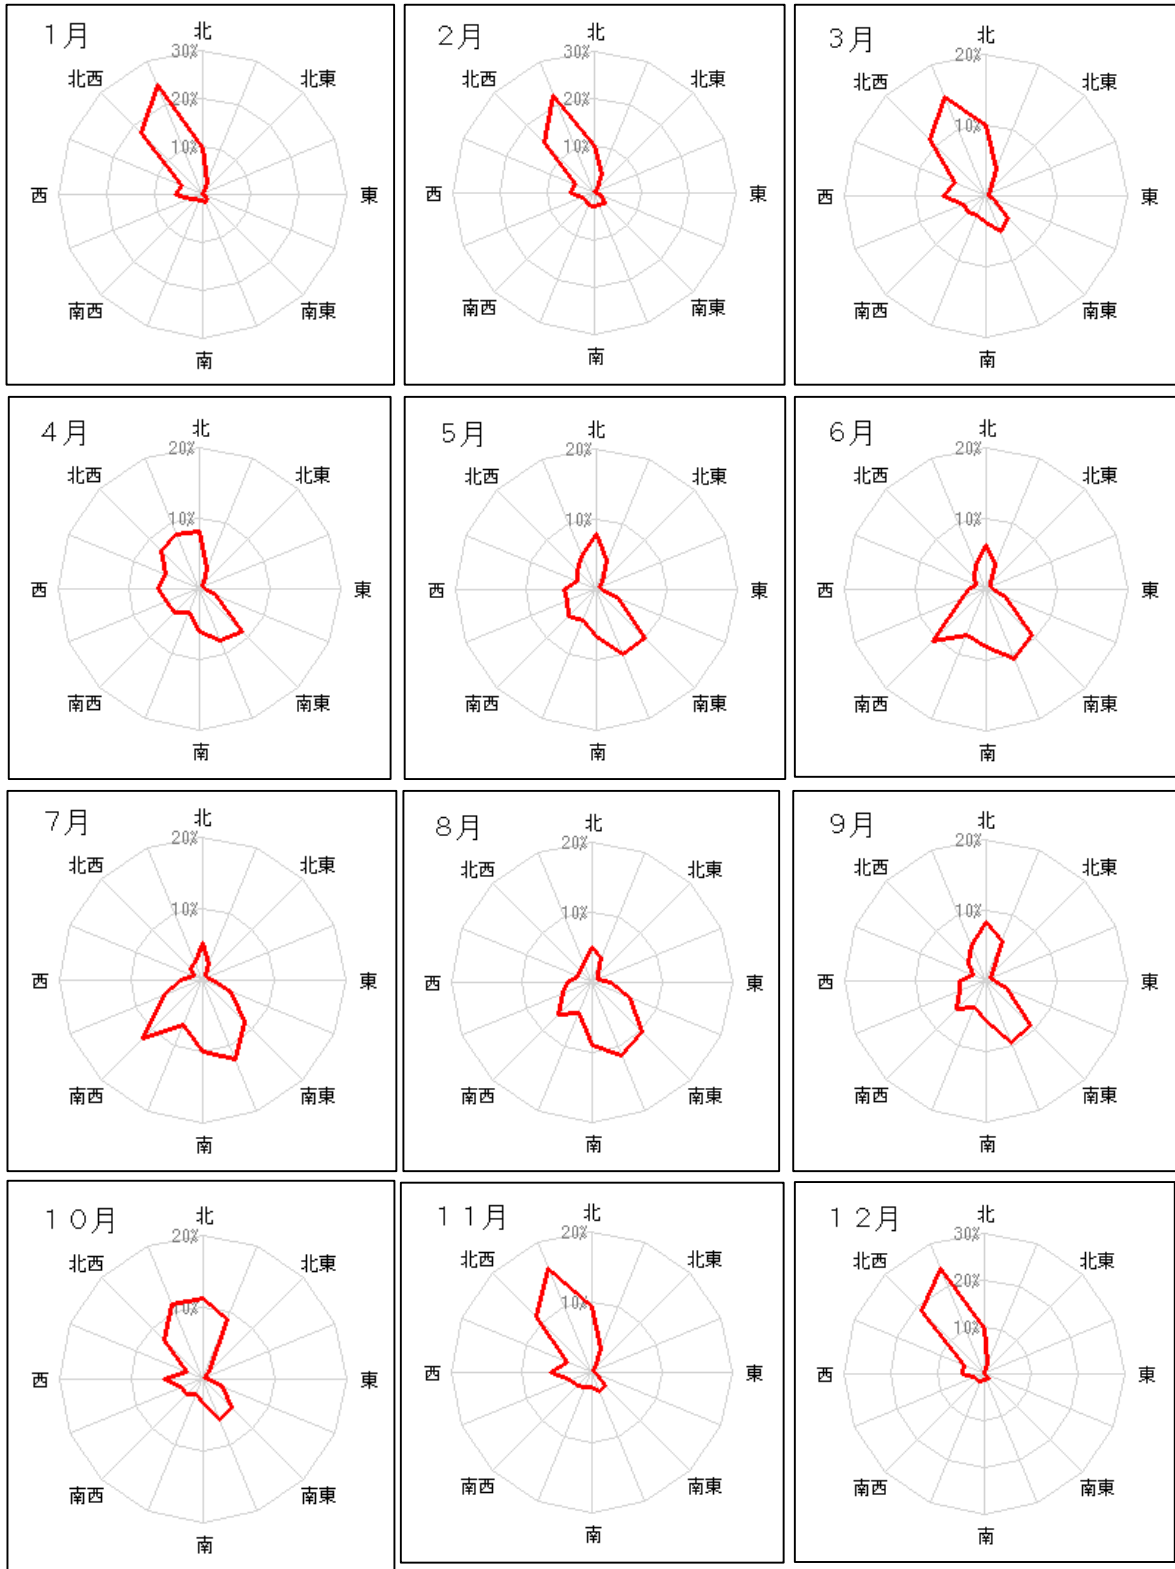 1月
北
30%
北西
北東
20%
10%
西
東
南西
南東
南
2月
北
30%
北西
北東
20%
10%
西
東
南西
南東
南
3月
北
20%
北西
北東
10%
西
東
南西
南東
南
4月
北
20%
北西
北東
10%
西
東
南西
南東
南
5月
北
20%
北西
北東
10%
西
東
南西
南東
南
6月
北
20%
北西
北東
10%
西
東
南西
南東
南
7月
北
20%
北西
北東
10%
西
東
南西
南東
南
8月
北
20%
北西
北東
10%
西
東
南西
南東
南
9月
北
20%
北西
北東
10%
西
東
南西
南東
南
10月
北
20%
北西
北東
10%
西
東
南西
南東
南
11月
北
20%
北西
北東
10%
西
東
南西
南東
南
12月
北
30%
北西
北東
20%
10%
西
東
南西
南東
南